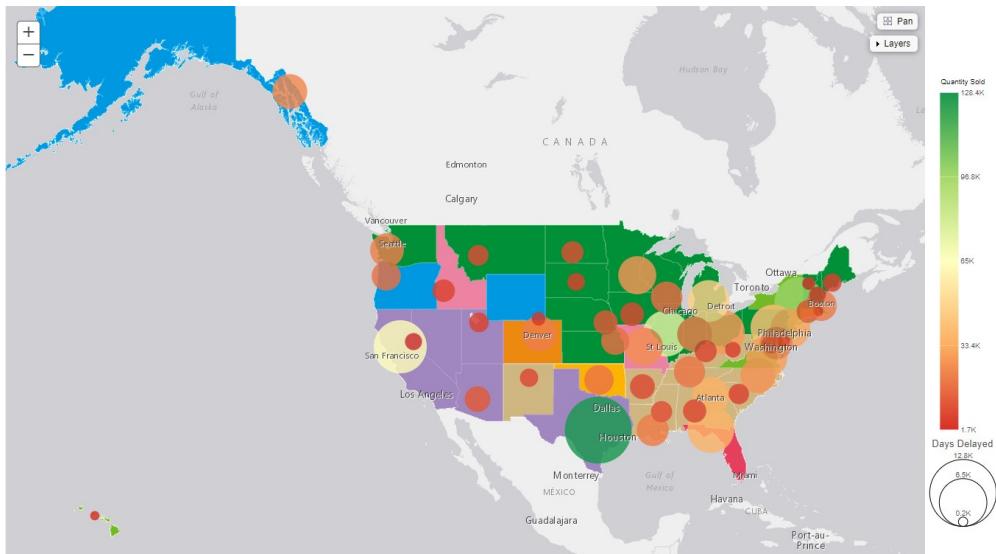 +
−
Pan
Layers
Gulf of
Alaska
Hudson Bay
CANADA
Edmonton
Calgary
Vancouver
Seattle
Ottawa
Toronto
Boston
Chicago
Detroit
Philadelphia
Denver
St Louis
Washington
San Francisco
Los Angeles
Atlanta
Dallas
Houston
Miami
Monterrey
Gulf of
Mexico
MÉXICO
Havana
CUBA
Guadalajara
Port-au-
Prince
Quantity Sold
128.4K
96.8K
65K
33.4K
1.7K
Days Delayed
12.8K
6.5K
0.2K